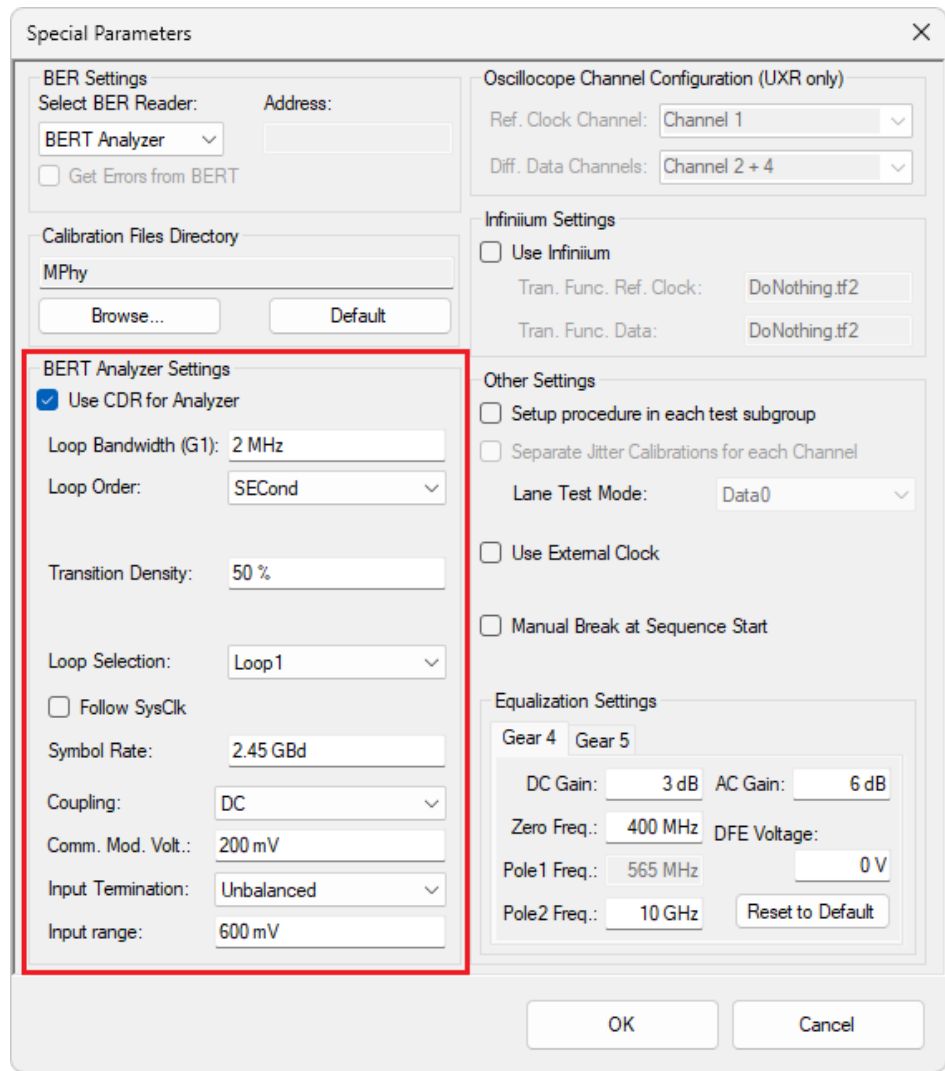 Special Parameters
BER Settings
Select BER Reader: Address:
BERT Analyzer
Get Errors from BERT
Calibration Files Directory
MPhy
Browse... Default
BERT Analyzer Settings
Use CDR for Analyzer
Loop Bandwidth (G1): 2 MHz
Loop Order: SECond
Transition Density: 50 %
Loop Selection: Loop1
Follow SysClk
Symbol Rate: 2.45 GBd
Coupling: DC
Comm. Mod. Volt.: 200 mV
Input Termination: Unbalanced
Input range: 600 mV
Oscillocope Channel Configuration (UXR only)
Ref. Clock Channel: Channel 1
Diff. Data Channels: Channel 2 + 4
Infiniium Settings
Use Infiniium
Tran. Func. Ref. Clock: DoNothing.tf2
Tran. Func. Data: DoNothing.tf2
Other Settings
Setup procedure in each test subgroup
Separate Jitter Calibrations for each Channel
Lane Test Mode: Data0
Use External Clock
Manual Break at Sequence Start
Equalization Settings
Gear 4 Gear 5
DC Gain: 3 dB AC Gain: 6 dB
Zero Freq.: 400 MHz DFE Voltage:
Pole1 Freq.: 565 MHz 0 V
Pole2 Freq.: 10 GHz Reset to Default
OK Cancel